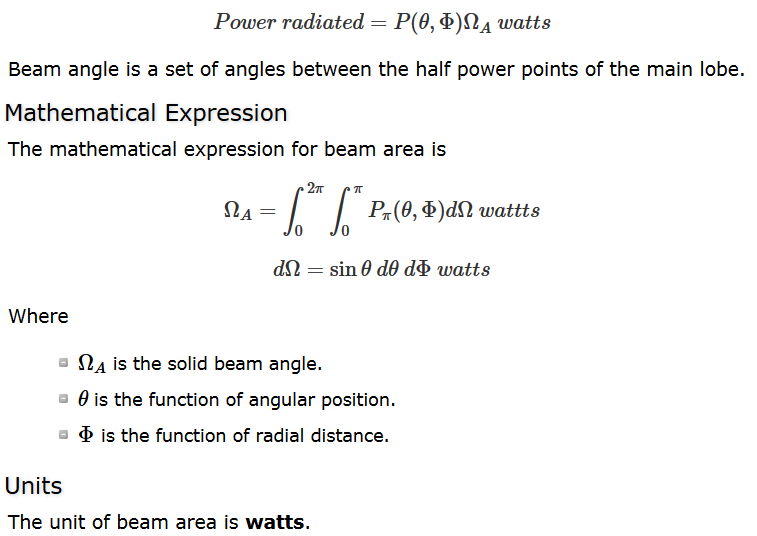 Power radiated = P(θ, Φ)Ω_A watts
Beam angle is a set of angles between the half power points of the main lobe.
Mathematical Expression
The mathematical expression for beam area is
Ω_A = ∫_0^{2π} ∫_0^π P_π(θ, Φ)dΩ wattts
dΩ = sin θ dθ dΦ watts
Where
Ω_A is the solid beam angle.
θ is the function of angular position.
Φ is the function of radial distance.
Units
The unit of beam area is watts.